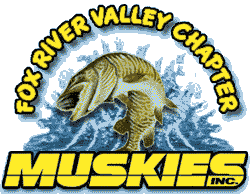 FOX RIVER VALLEY CHAPTER
MUSKIES INC.